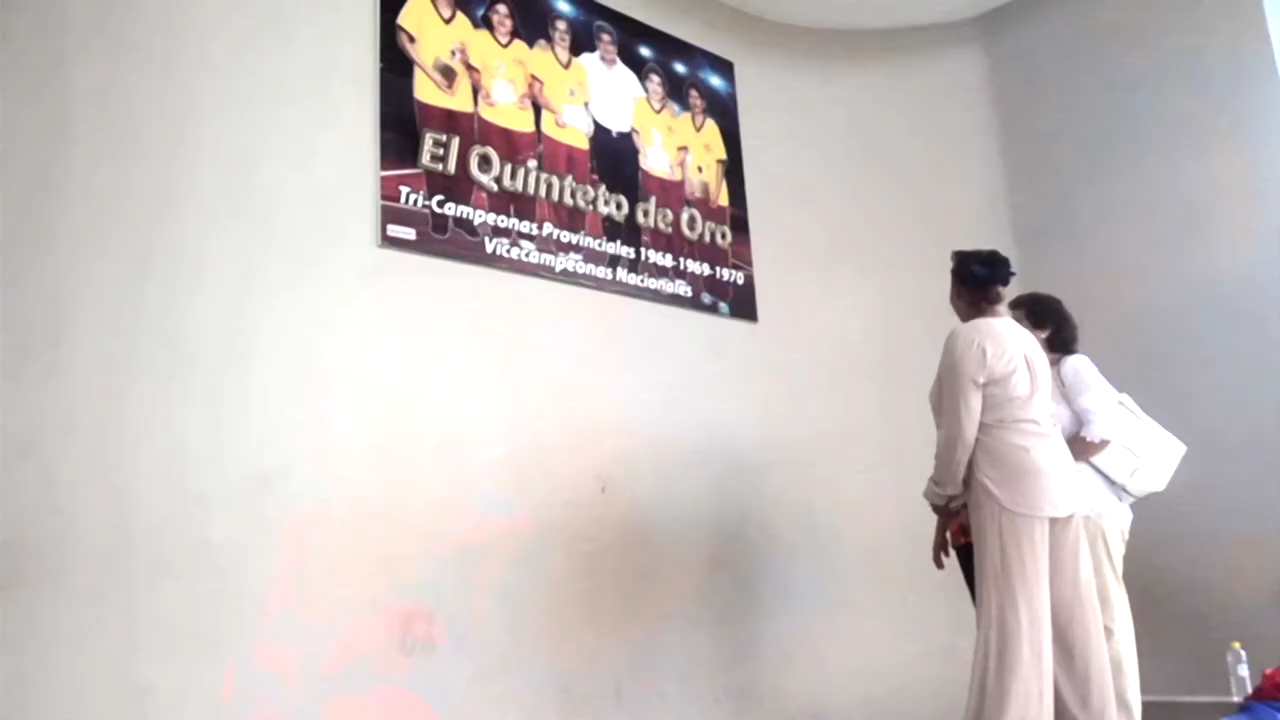 El Quinteto de Oro
Tri-Campeonas Provinciales 1968-1969-1970
Vicecampeonas Nacionales